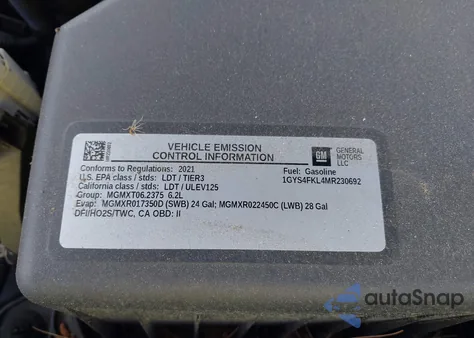 VEHICLE EMISSION
CONTROL INFORMATION
GM
GENERAL
MOTORS
LLC
Conforms to Regulations: 2021
Fuel: Gasoline
U.S. EPA class / stds: LDT / TIER3
1GYS4FKL4MR230692
California class / stds: LDT / ULEV125
Group: MGMXT06.2375 6.2L
Evap: MGMXR017350D (SWB) 24 Gal; MGMXR022450C (LWB) 28 Gal
DFI/HO2S/TWC, CA OBD: II
autoSnap